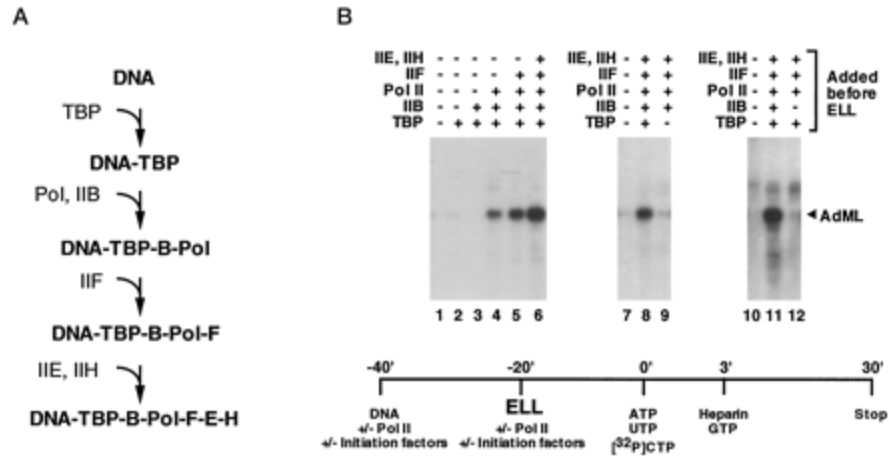 A
DNA
TBP
DNA-TBP
Pol, IIB
DNA-TBP-B-Pol
IIF
DNA-TBP-B-Pol-F
IIE, IIH
DNA-TBP-B-Pol-F-E-H
B
IIE, IIH - - - - - + IIE, IIH - + + IIE, IIH - + +
IIF - - - - + + IIF - + + IIF - + +
Pol II - - - + + + Pol II - + + Pol II - + +
IIB - - + + + + IIB - + + IIB - + -
TBP - + + + + + TBP - + - TBP - + +
Added before ELL
AdML
1 2 3 4 5 6 7 8 9 10 11 12
-40' -20' 0' 3' 30'
DNA
+/- Pol II
+/- Initiation factors
ELL
+/- Pol II
+/- Initiation factors
ATP
UTP
[32P]CTP
Heparin
GTP
Stop